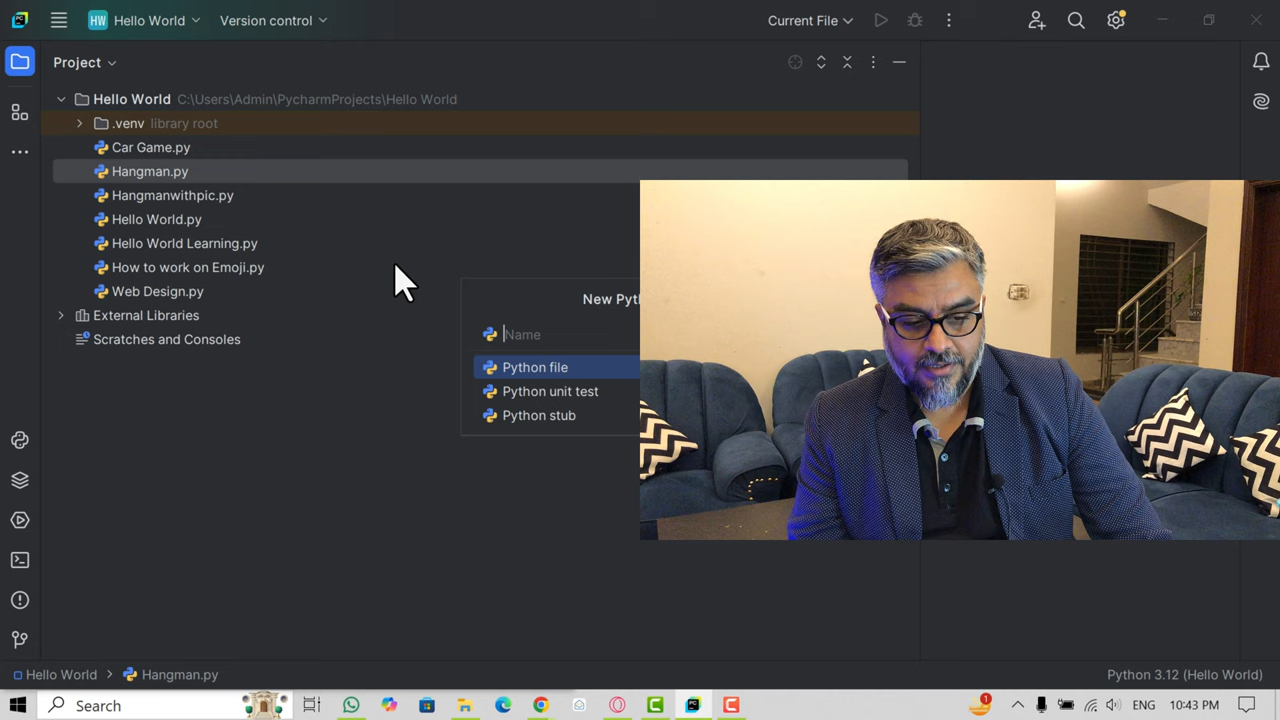 HW Hello World Version control Current File
Project
Hello World C:\Users\Admin\PycharmProjects\Hello World
.venv library root
Car Game.py
Hangman.py
Hangmanwithpic.py
Hello World.py
Hello World Learning.py
How to work on Emoji.py
Web Design.py
External Libraries
Scratches and Consoles
New Pyt
Name
Python file
Python unit test
Python stub
Hello World > Hangman.py Python 3.12 (Hello World)
Search 1 ENG 10:43 PM